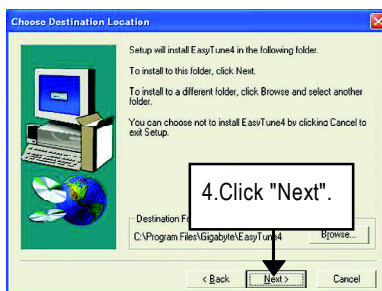 Choose Destination Location
Setup will install EasyTune4 in the following folder.
To install to this folder, click Next.
To install to a different folder, click Browse and select another
folder.
You can choose not to install EasyTune4 by clicking Cancel to
exit Setup.
4.Click "Next".
Destination Fo
C:\Program Files\Gigabyte\EasyTune4
Browse...
< Back
Next >
Cancel